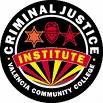 CRIMINAL JUSTICE
INSTITUTE
• VALENCIA COMMUNITY COLLEGE •